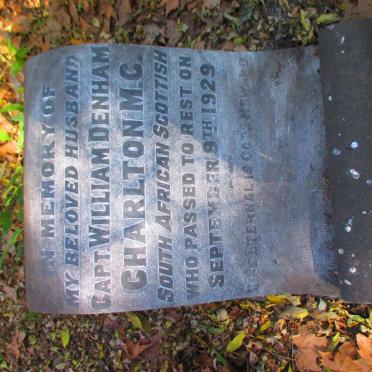 IN MEMORY OF
MY BELOVED HUSBAND
CAPT WILLIAM DENHAM
CHARLTON M.C.
SOUTH AFRICAN SCOTTISH
WHO PASSED TO REST ON
SEPTEMBER 9TH 1929